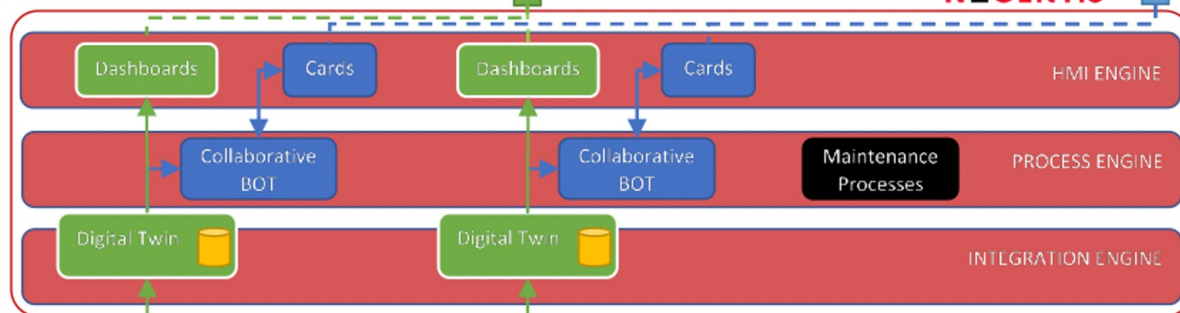 Dashboards
Cards
Dashboards
Cards
HMI ENGINE
Collaborative
BOT
Collaborative
BOT
Maintenance
Processes
PROCESS ENGINE
Digital Twin
Digital Twin
INTEGRATION ENGINE